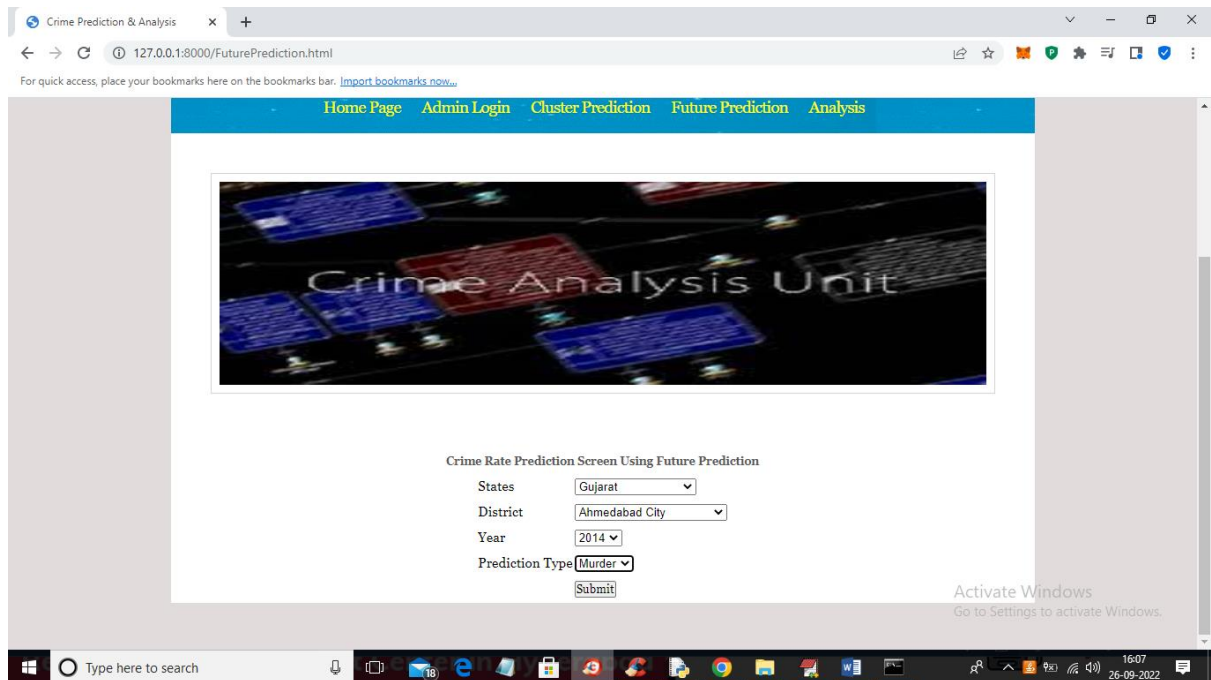 Crime Prediction & Analysis
127.0.0.1:8000/FuturePrediction.html
For quick access, place your bookmarks here on the bookmarks bar. Import bookmarks now...
Home Page Admin Login Cluster Prediction Future Prediction Analysis
Crime Analysis Unit
Crime Rate Prediction Screen Using Future Prediction
States Gujarat
District Ahmedabad City
Year 2014
Prediction Type Murder
Submit
Activate Windows
Go to Settings to activate Windows.
Type here to search
18
16:07
26-09-2022